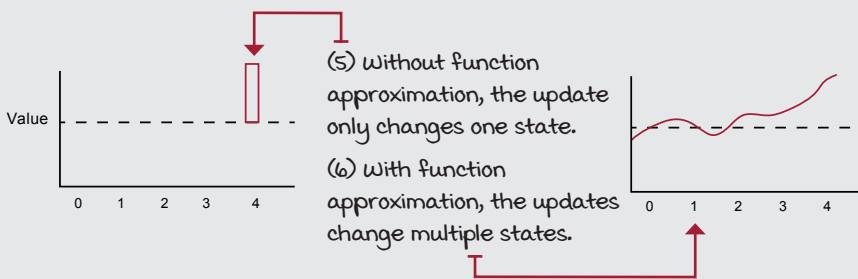 (5) Without function
approximation, the update
only changes one state.
(6) With function
approximation, the updates
change multiple states.
Value
0 1 2 3 4
0 1 2 3 4